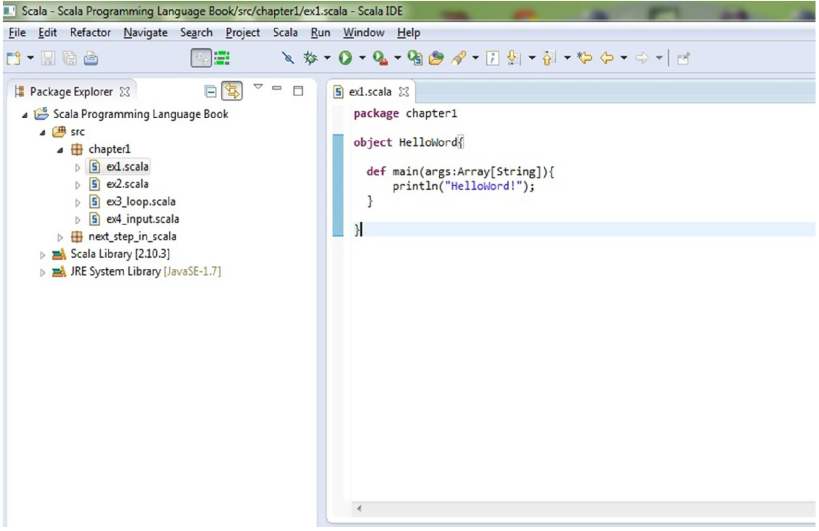 Scala - Scala Programming Language Book/src/chapter1/ex1.scala - Scala IDE
File Edit Refactor Navigate Search Project Scala Run Window Help
Package Explorer
Scala Programming Language Book
src
chapter1
ex1.scala
ex2.scala
ex3_loop.scala
ex4_input.scala
next_step_in_scala
Scala Library [2.10.3]
JRE System Library [JavaSE-1.7]
ex1.scala
package chapter1
object HelloWord{
def main(args:Array[String]){
println("HelloWord!");
}
}